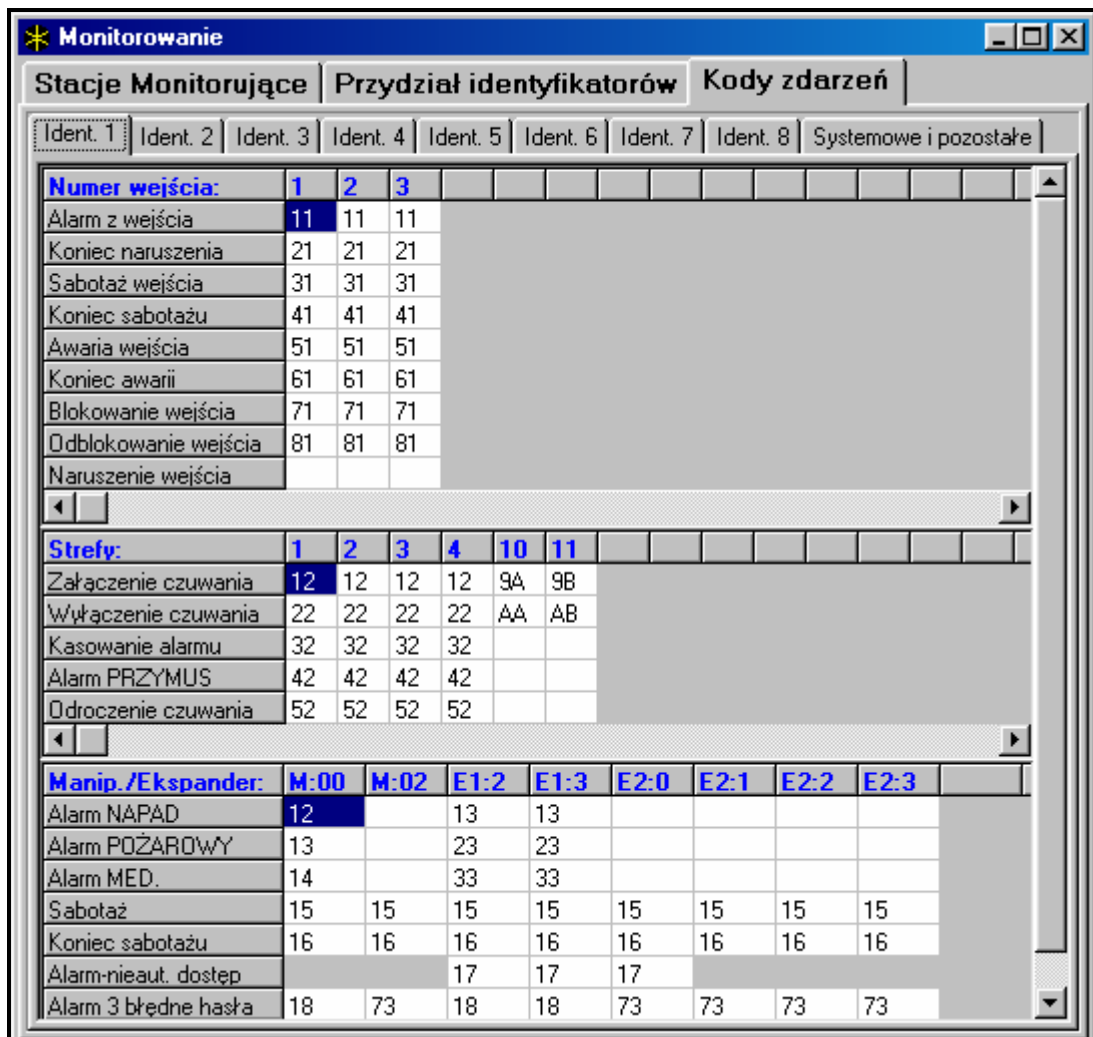 Monitorowanie
Stacje Monitorujące Przydział identyfikatorów Kody zdarzeń
Ident. 1 Ident. 2 Ident. 3 Ident. 4 Ident. 5 Ident. 6 Ident. 7 Ident. 8 Systemowe i pozostałe
Numer wejścia: 1 2 3
Alarm z wejścia 11 11 11
Koniec naruszenia 21 21 21
Sabotaż wejścia 31 31 31
Koniec sabotażu 41 41 41
Awaria wejścia 51 51 51
Koniec awarii 61 61 61
Blokowanie wejścia 71 71 71
Odblokowanie wejścia 81 81 81
Naruszenie wejścia
Strefy: 1 2 3 4 10 11
Załączenie czuwania 12 12 12 12 9A 9B
Wyłączenie czuwania 22 22 22 22 AA AB
Kasowanie alarmu 32 32 32 32
Alarm PRZYMUS 42 42 42 42
Odroczenie czuwania 52 52 52 52
Manip./Ekspander: M:00 M:02 E1:2 E1:3 E2:0 E2:1 E2:2 E2:3
Alarm NAPAD 12 13 13
Alarm POŻAROWY 13 23 23
Alarm MED. 14 33 33
Sabotaż 15 15 15 15 15 15 15 15
Koniec sabotażu 16 16 16 16 16 16 16 16
Alarm-nieaut. dostęp 17 17 17
Alarm 3 błędne hasła 18 73 18 18 73 73 73 73